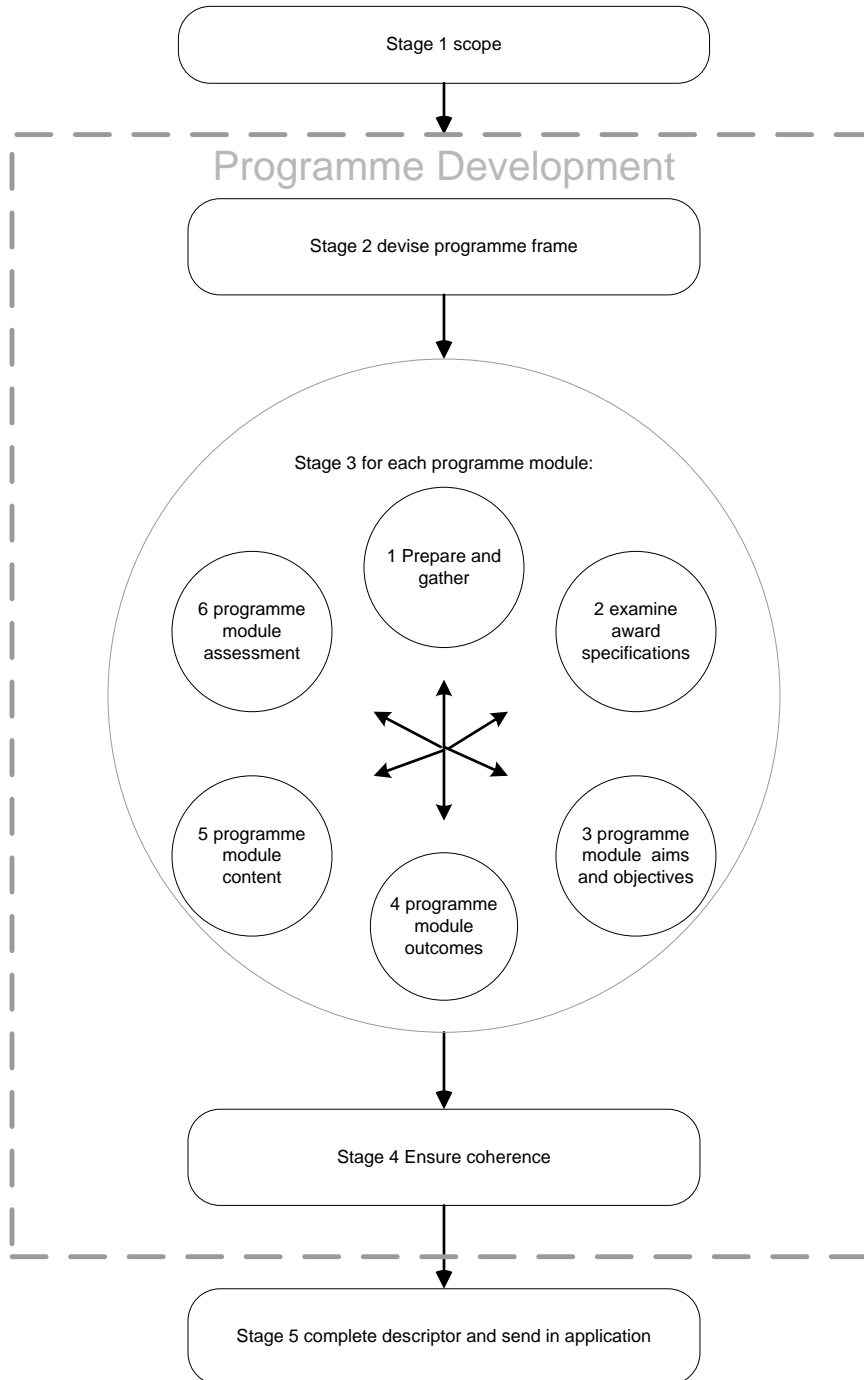 Stage 1 scope
Programme Development
Stage 2 devise programme frame
Stage 3 for each programme module:
1 Prepare and
gather
2 examine
award
specifications
3 programme
module  aims
and objectives
4 programme
module
outcomes
5 programme
module
content
6 programme
module
assessment
Stage 4 Ensure coherence
Stage 5 complete descriptor and send in application